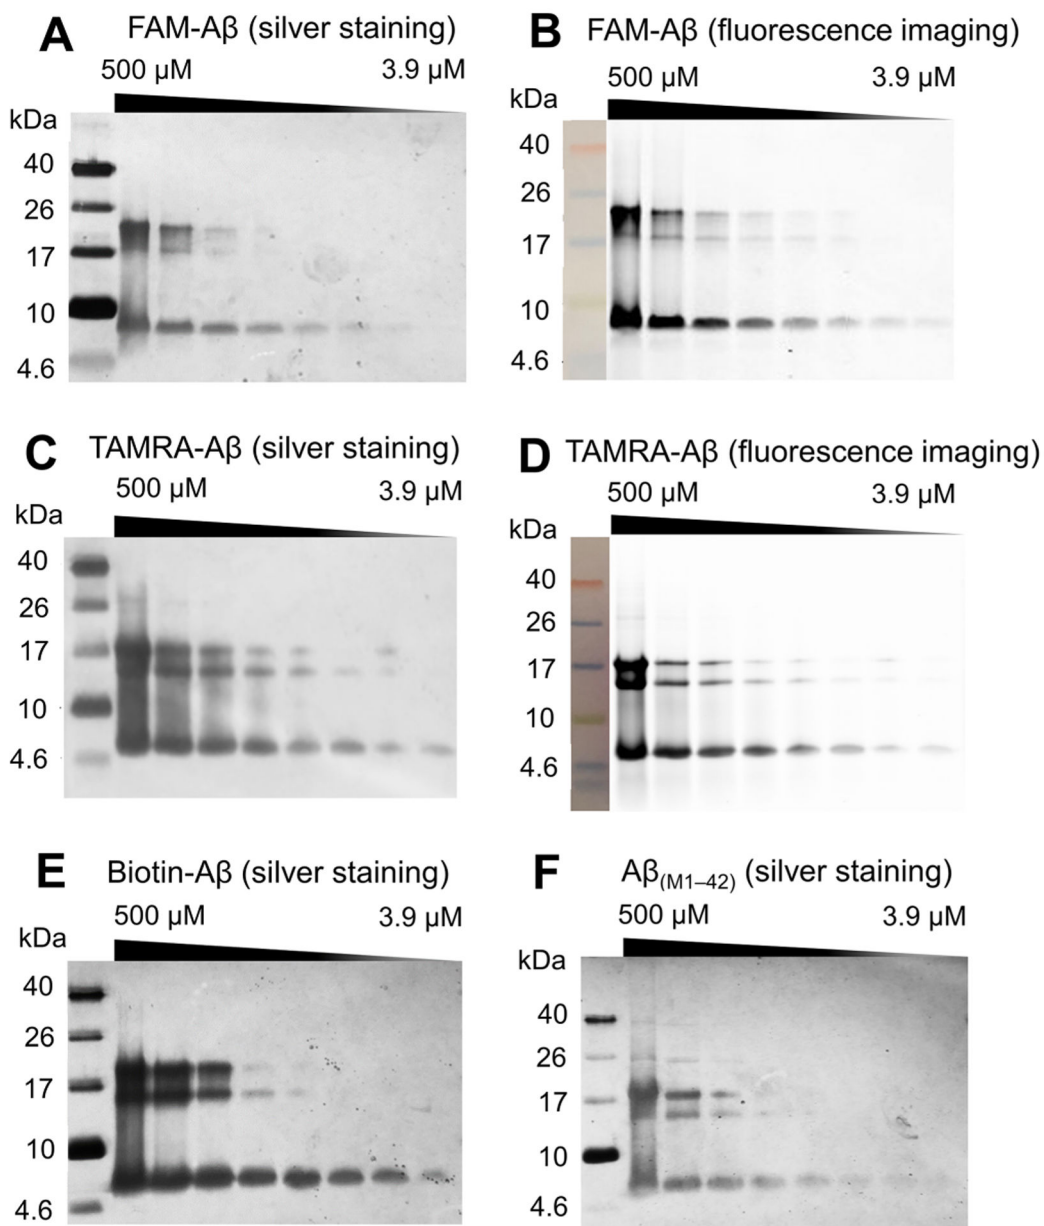 A FAM-Aβ (silver staining)
500 µM 3.9 µM
kDa
40
26
17
10
4.6
B FAM-Aβ (fluorescence imaging)
500 µM 3.9 µM
kDa
40
26
17
10
4.6
C TAMRA-Aβ (silver staining)
500 µM 3.9 µM
kDa
40
26
17
10
4.6
D TAMRA-Aβ (fluorescence imaging)
500 µM 3.9 µM
kDa
40
26
17
10
4.6
E Biotin-Aβ (silver staining)
500 µM 3.9 µM
kDa
40
26
17
10
4.6
F Aβ(M1–42) (silver staining)
500 µM 3.9 µM
kDa
40
26
17
10
4.6